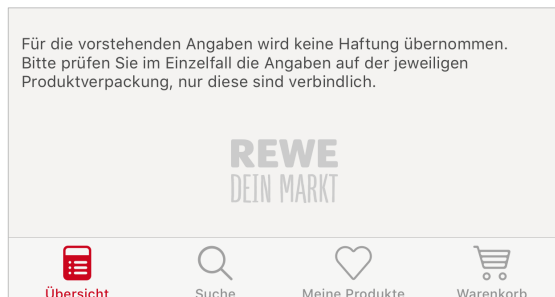 Für die vorstehenden Angaben wird keine Haftung übernommen.
Bitte prüfen Sie im Einzelfall die Angaben auf der jeweiligen
Produktverpackung, nur diese sind verbindlich.
REWE
DEIN MARKT
Übersicht Suche Meine Produkte Warenkorb